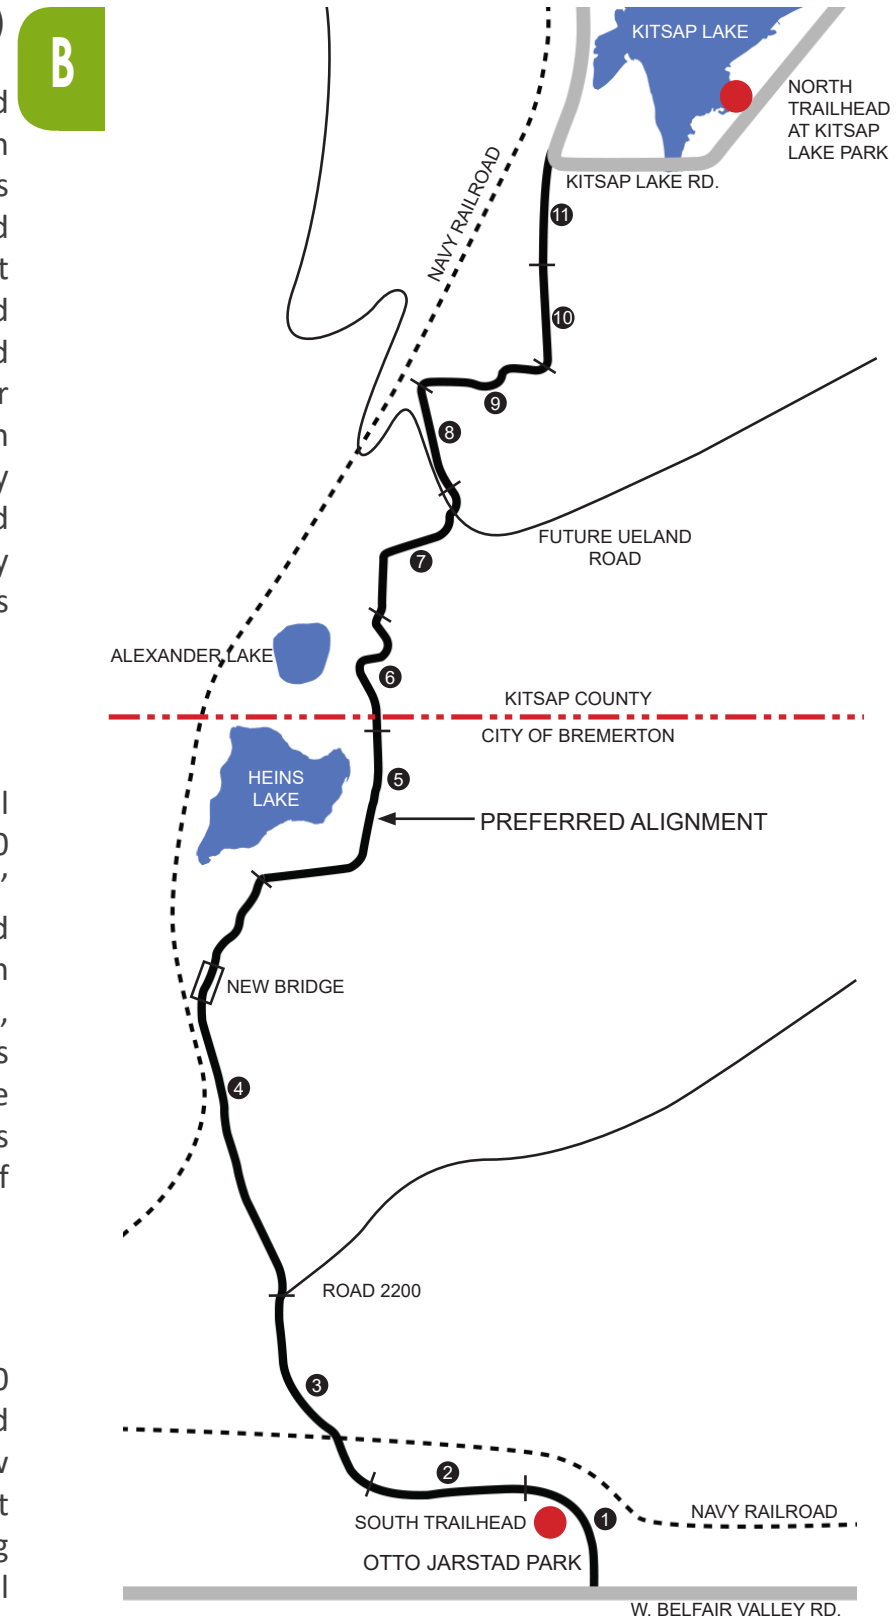 )
B
d
n
s
d
t
d
d
r
n
y
d
y
s
l
0
’
d
n
,
s
e
s
f
0
d
w
t
g
l
KITSAP LAKE
NORTH
TRAILHEAD
AT KITSAP
LAKE PARK
KITSAP LAKE RD.
NAVY RAILROAD
11
10
9
8
FUTURE UELAND
ROAD
7
ALEXANDER LAKE
6
KITSAP COUNTY
CITY OF BREMERTON
HEINS
LAKE
5
PREFERRED ALIGNMENT
NEW BRIDGE
4
ROAD 2200
3
2
SOUTH TRAILHEAD
1
NAVY RAILROAD
OTTO JARSTAD PARK
W. BELFAIR VALLEY RD.